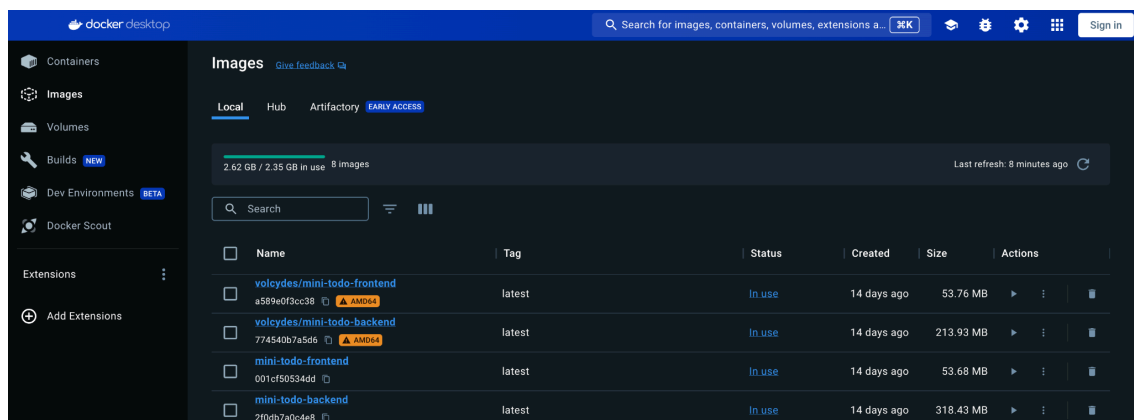 docker desktop
Search for images, containers, volumes, extensions a... ⌘K
Sign in
Containers
Images
Volumes
Builds NEW
Dev Environments BETA
Docker Scout
Extensions
Add Extensions
Images Give feedback
Local Hub Artifactory EARLY ACCESS
2.62 GB / 2.35 GB in use 8 images Last refresh: 8 minutes ago
Search
Name Tag Status Created Size Actions
volcydes/mini-todo-frontend
a589e0f3cc38 AMD64 latest In use 14 days ago 53.76 MB
volcydes/mini-todo-backend
774540b7a5d6 AMD64 latest In use 14 days ago 213.93 MB
mini-todo-frontend
001cf50534dd latest In use 14 days ago 53.68 MB
mini-todo-backend
2f0db7a0c4e8 latest In use 14 days ago 318.43 MB